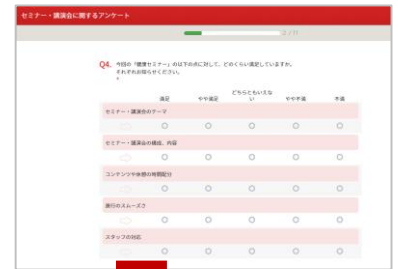 セミナー・講演会に関するアンケート
2 / 11
Q4. 今回の「健康セミナー」の以下の点に対して、どのくらい満足していますか。
それぞれお知らせください。
*
満足 やや満足 どちらともいえな
い やや不満 不満
セミナー・講演会のテーマ
セミナー・講演会の構成、内容
コンテンツや休憩の時間配分
進行のスムーズさ
スタッフの対応